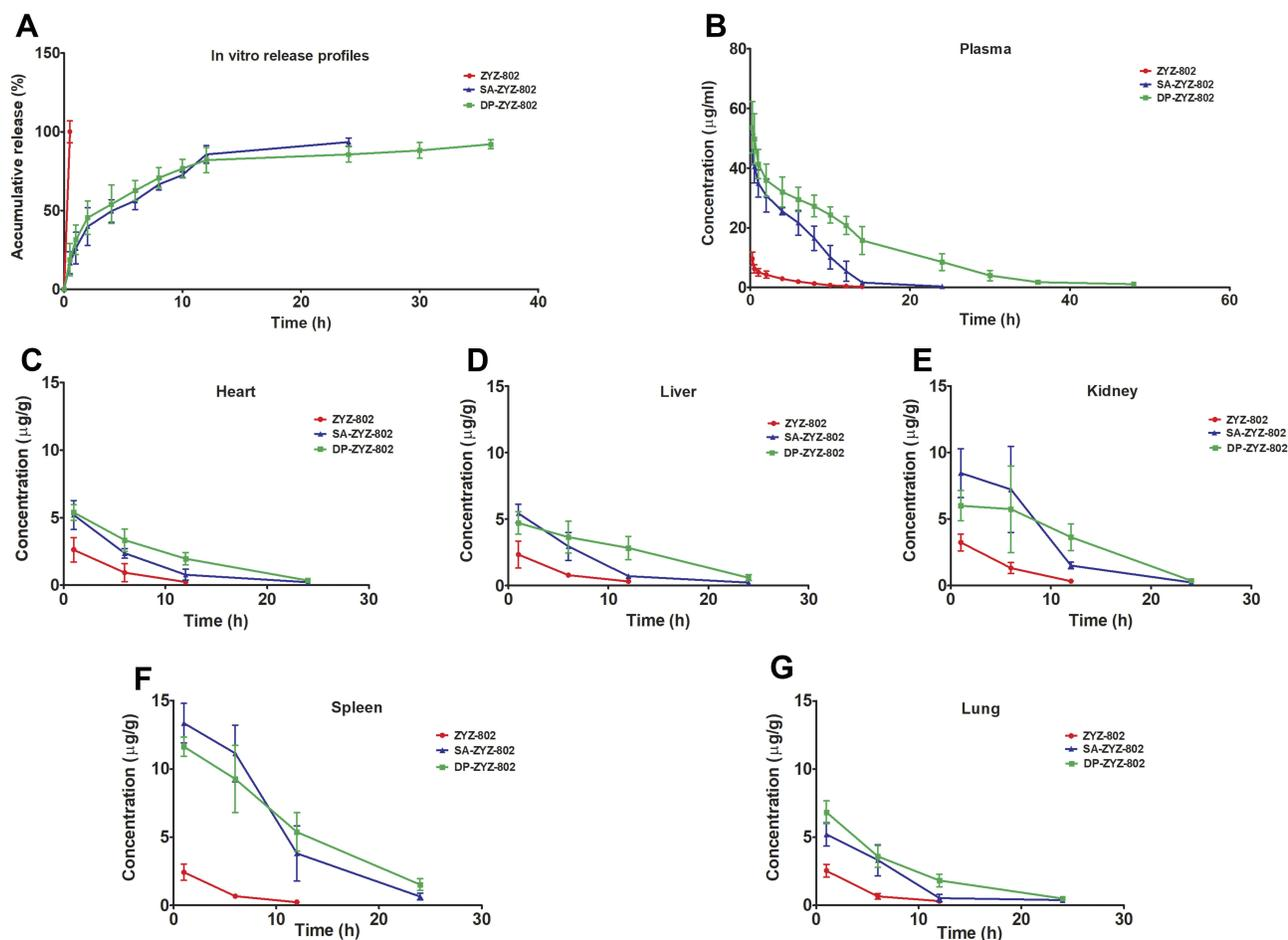 A
In vitro release profiles
ZYZ-802
SA-ZYZ-802
DP-ZYZ-802
Accumulative release (%)
150
100
50
0
0 10 20 30 40
Time (h)
B
Plasma
ZYZ-802
SA-ZYZ-802
DP-ZYZ-802
Concentration (μg/ml)
80
60
40
20
0
0 20 40 60
Time (h)
C
Heart
ZYZ-802
SA-ZYZ-802
DP-ZYZ-802
Concentration (μg/g)
15
10
5
0
0 10 20 30
Time (h)
D
Liver
ZYZ-802
SA-ZYZ-802
DP-ZYZ-802
Concentration (μg/g)
15
10
5
0
0 10 20 30
Time (h)
E
Kidney
ZYZ-802
SA-ZYZ-802
DP-ZYZ-802
Concentration (μg/g)
15
10
5
0
0 10 20 30
Time (h)
F
Spleen
ZYZ-802
SA-ZYZ-802
DP-ZYZ-802
Concentration (μg/g)
15
10
5
0
0 10 20 30
Time (h)
G
Lung
ZYZ-802
SA-ZYZ-802
DP-ZYZ-802
Concentration (μg/g)
15
10
5
0
0 10 20 30
Time (h)